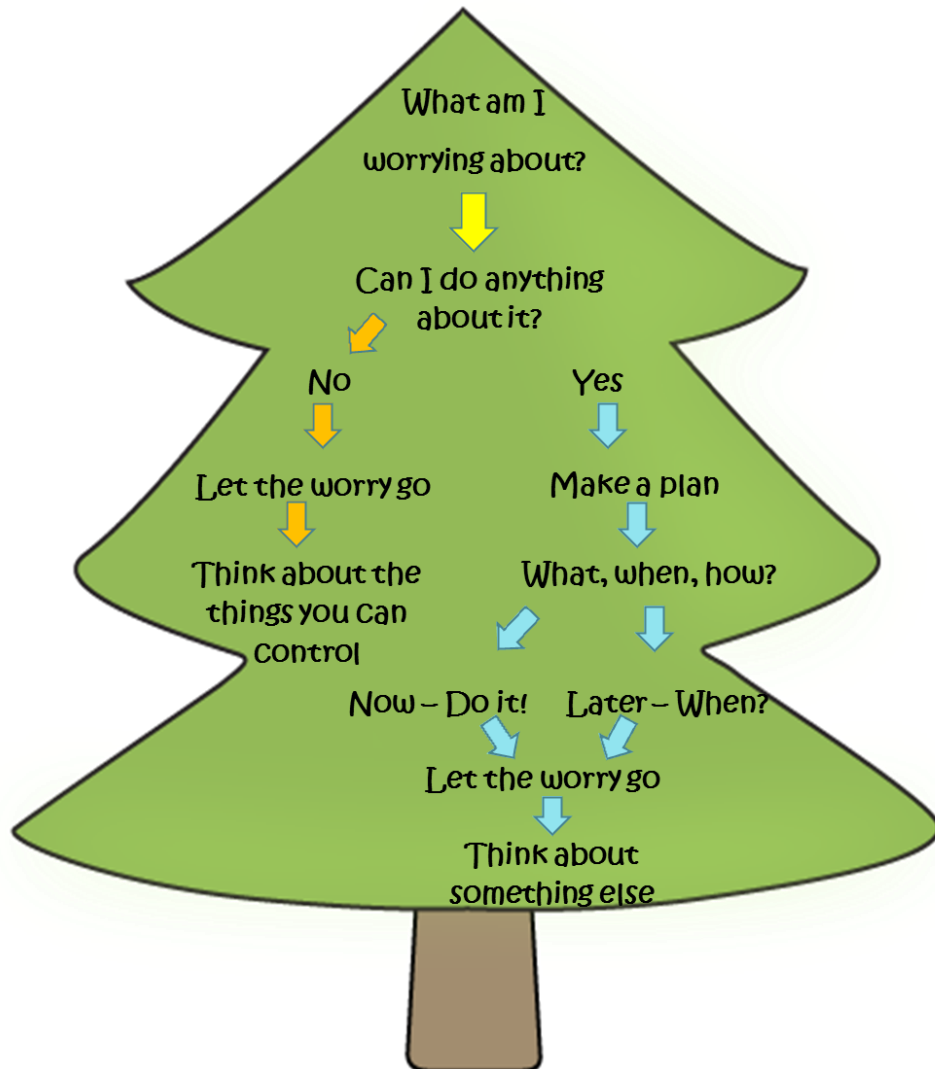 What am I
worrying about?
Can I do anything
about it?
No
Yes
Let the worry go
Make a plan
Think about the
things you can
control
What, when, how?
Now – Do it!
Later – When?
Let the worry go
Think about
something else